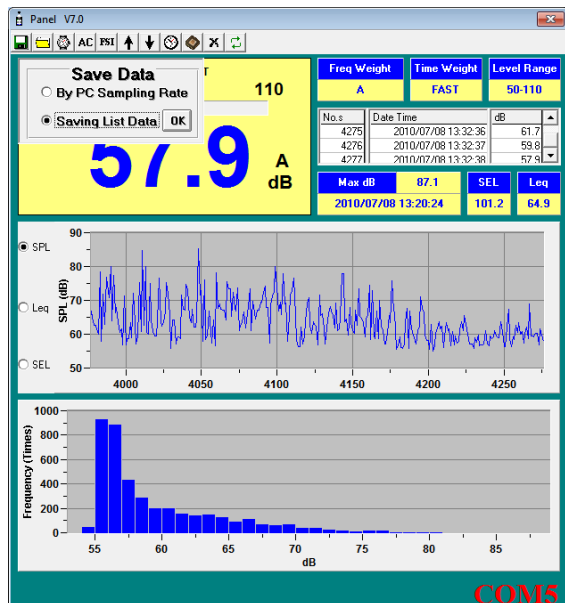 Panel V7.0
AC PSI
Save Data
By PC Sampling Rate
Saving List Data OK
110
57.9 A dB
Freq Weight Time Weight Level Range
A FAST 50-110
No.s Date Time dB
4275 2010/07/08 13:32:36 61.7
4276 2010/07/08 13:32:37 59.8
4277 2010/07/08 13:32:38 57.9
Max dB 87.1 SEL Leq
2010/07/08 13:20:24 101.2 64.9
SPL
Leq
SEL
SPL (dB)
90
80
70
60
50
4000 4050 4100 4150 4200 4250
Frequency (Times)
1000
800
600
400
200
0
55 60 65 70 75 80 85
dB
COM5